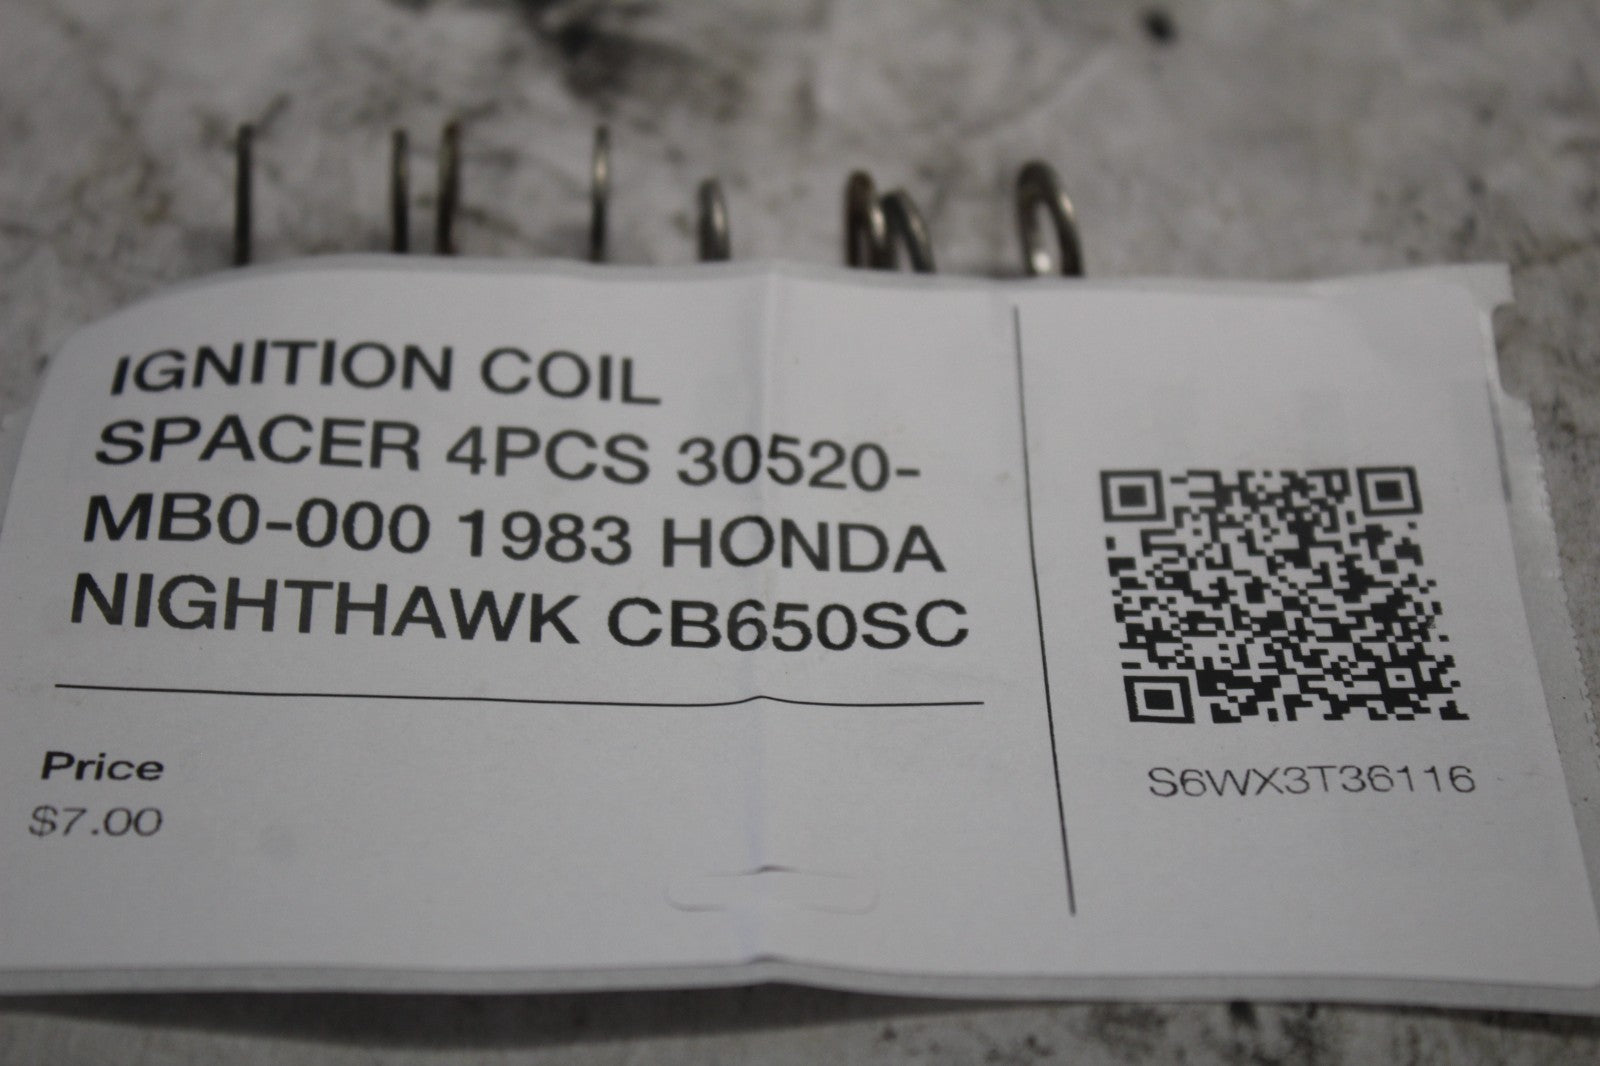 IGNITION COIL
SPACER 4PCS 30520-
MB0-000 1983 HONDA
NIGHTHAWK CB650SC
Price
$7.00
S6WX3T36116